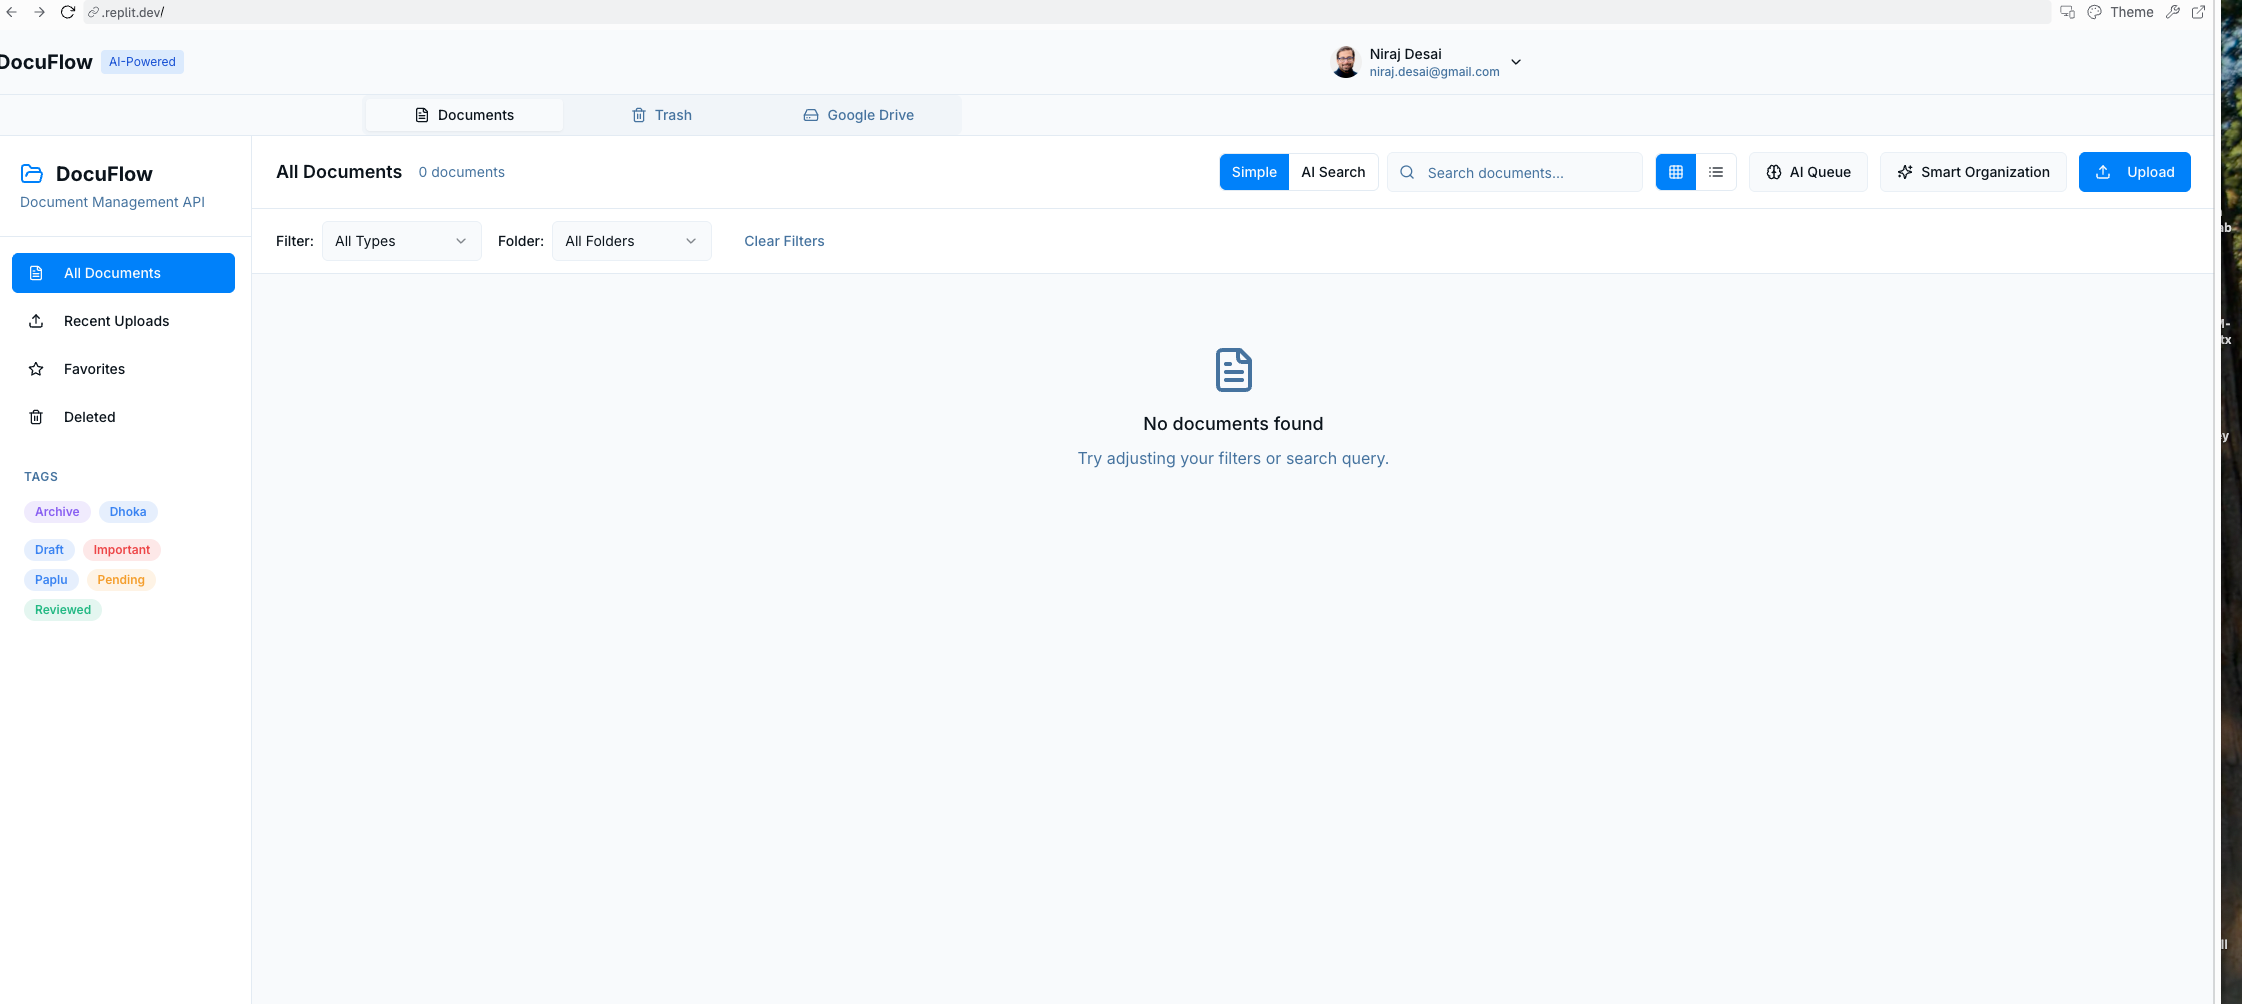 .replit.dev/
Theme
DocuFlow AI-Powered
Niraj Desai
niraj.desai@gmail.com
Documents Trash Google Drive
DocuFlow
Document Management API
All Documents 0 documents
Simple AI Search Search documents... AI Queue Smart Organization Upload
Filter: All Types Folder: All Folders Clear Filters
All Documents
Recent Uploads
Favorites
Deleted
No documents found
Try adjusting your filters or search query.
TAGS
Archive Dhoka
Draft Important
Paplu Pending
Reviewed